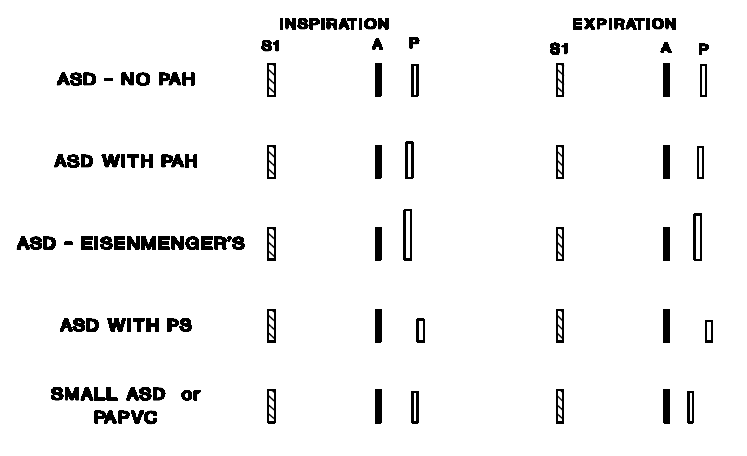 INSPIRATION EXPIRATION
S1 A P S1 A P
ASD - NO PAH
ASD WITH PAH
ASD - EISENMENGER'S
ASD WITH PS
SMALL ASD or
PAPVC